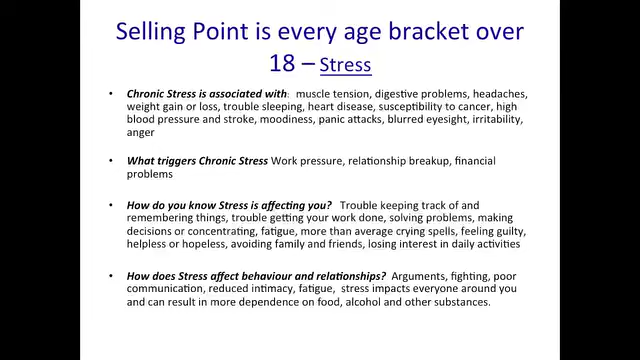 Selling Point is every age bracket over
18 – Stress
• Chronic Stress is associated with: muscle tension, digestive problems, headaches,
weight gain or loss, trouble sleeping, heart disease, susceptibility to cancer, high
blood pressure and stroke, moodiness, panic attacks, blurred eyesight, irritability,
anger
• What triggers Chronic Stress Work pressure, relationship breakup, financial
problems
• How do you know Stress is affecting you? Trouble keeping track of and
remembering things, trouble getting your work done, solving problems, making
decisions or concentrating, fatigue, more than average crying spells, feeling guilty,
helpless or hopeless, avoiding family and friends, losing interest in daily activities
• How does Stress affect behaviour and relationships? Arguments, fighting, poor
communication, reduced intimacy, fatigue, stress impacts everyone around you
and can result in more dependence on food, alcohol and other substances.